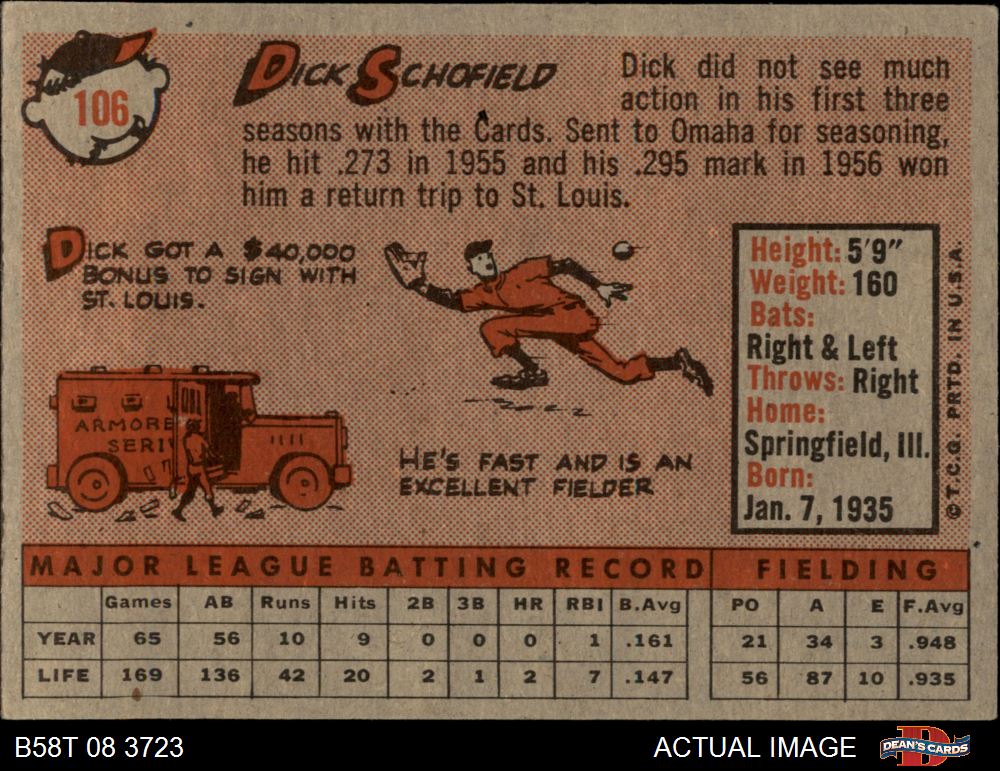 106
DICK SCHOFIELD
Dick did not see much
action in his first three
seasons with the Cards. Sent to Omaha for seasoning,
he hit .273 in 1955 and his .295 mark in 1956 won
him a return trip to St. Louis.
DICK GOT A $40,000
BONUS TO SIGN WITH
ST. LOUIS.
ARMORE
SERV
HE'S FAST AND IS AN
EXCELLENT FIELDER
Height: 5'9"
Weight: 160
Bats:
Right & Left
Throws: Right
Home:
Springfield, Ill.
Born:
Jan. 7, 1935
©T.C.G. PRTD. IN U.S.A.
MAJOR LEAGUE BATTING RECORD FIELDING
Games AB Runs Hits 2B 3B HR RBI B.Avg PO A E F.Avg
YEAR 65 56 10 9 0 0 0 1 .161 21 34 3 .948
LIFE 169 136 42 20 2 1 2 7 .147 56 87 10 .935
B58T 08 3723 ACTUAL IMAGE DEAN'S CARDS